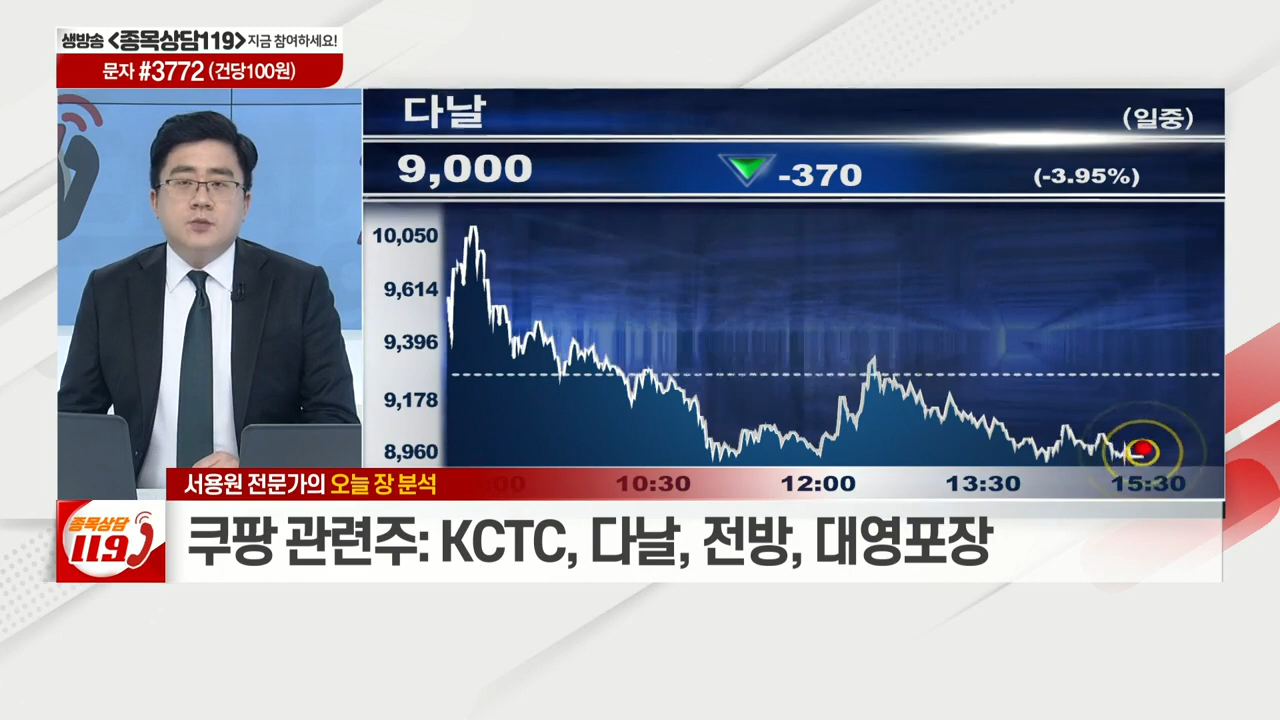 생방송 <종목상담119> 지금 참여하세요!
문자 #3772 (건당100원)
다날
(일중)
9,000 -370 (-3.95%)
10,050
9,614
9,396
9,178
8,960
10:30 12:00 13:30 15:30
서용원 전문가의 오늘 장 분석
종목상담
119
쿠팡 관련주: KCTC, 다날, 전방, 대영포장